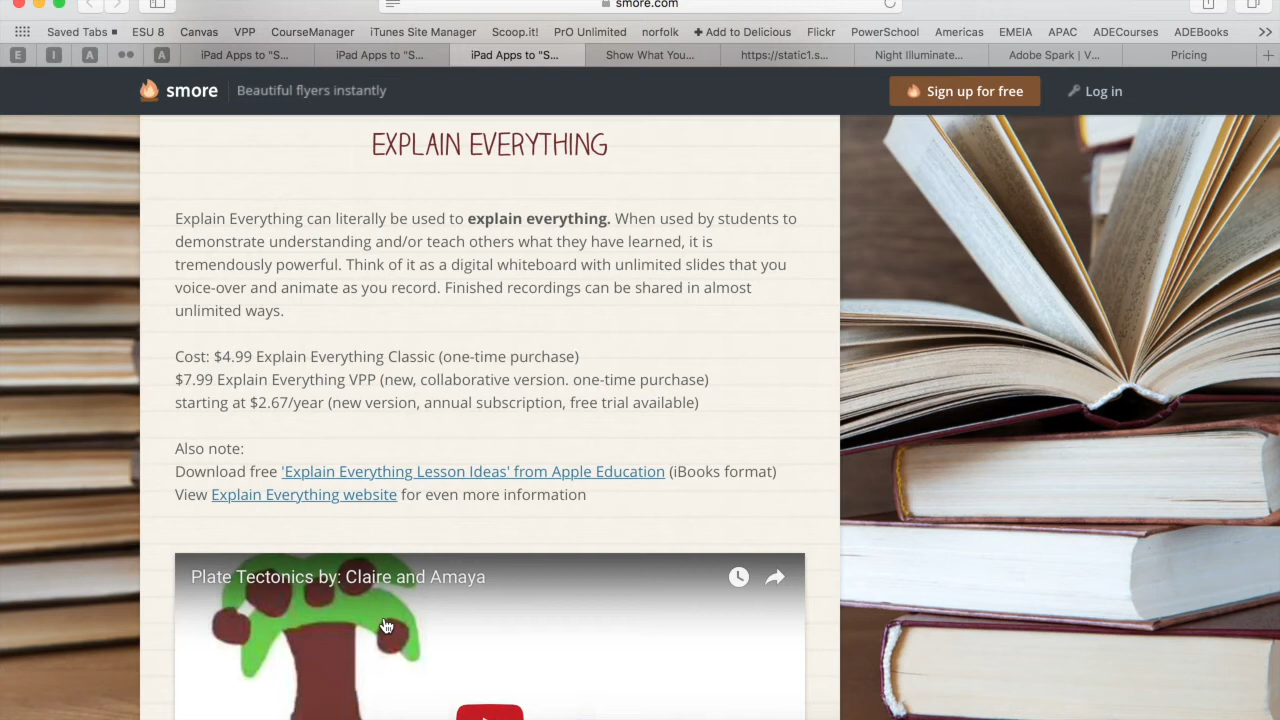 smore.com
Saved Tabs ESU 8 Canvas VPP CourseManager iTunes Site Manager Scoop.it! PrO Unlimited norfolk + Add to Delicious Flickr PowerSchool Americas EMEIA APAC ADECourses ADEBooks >>
E I A A iPad Apps to "S... iPad Apps to "S... iPad Apps to "S... Show What You... https://static1.s... Night Illuminate... Adobe Spark | V... Pricing +
smore Beautiful flyers instantly Sign up for free Log in
EXPLAIN EVERYTHING
Explain Everything can literally be used to explain everything. When used by students to
demonstrate understanding and/or teach others what they have learned, it is
tremendously powerful. Think of it as a digital whiteboard with unlimited slides that you
voice-over and animate as you record. Finished recordings can be shared in almost
unlimited ways.
Cost: $4.99 Explain Everything Classic (one-time purchase)
$7.99 Explain Everything VPP (new, collaborative version. one-time purchase)
starting at $2.67/year (new version, annual subscription, free trial available)
Also note:
Download free 'Explain Everything Lesson Ideas' from Apple Education (iBooks format)
View Explain Everything website for even more information
Plate Tectonics by: Claire and Amaya